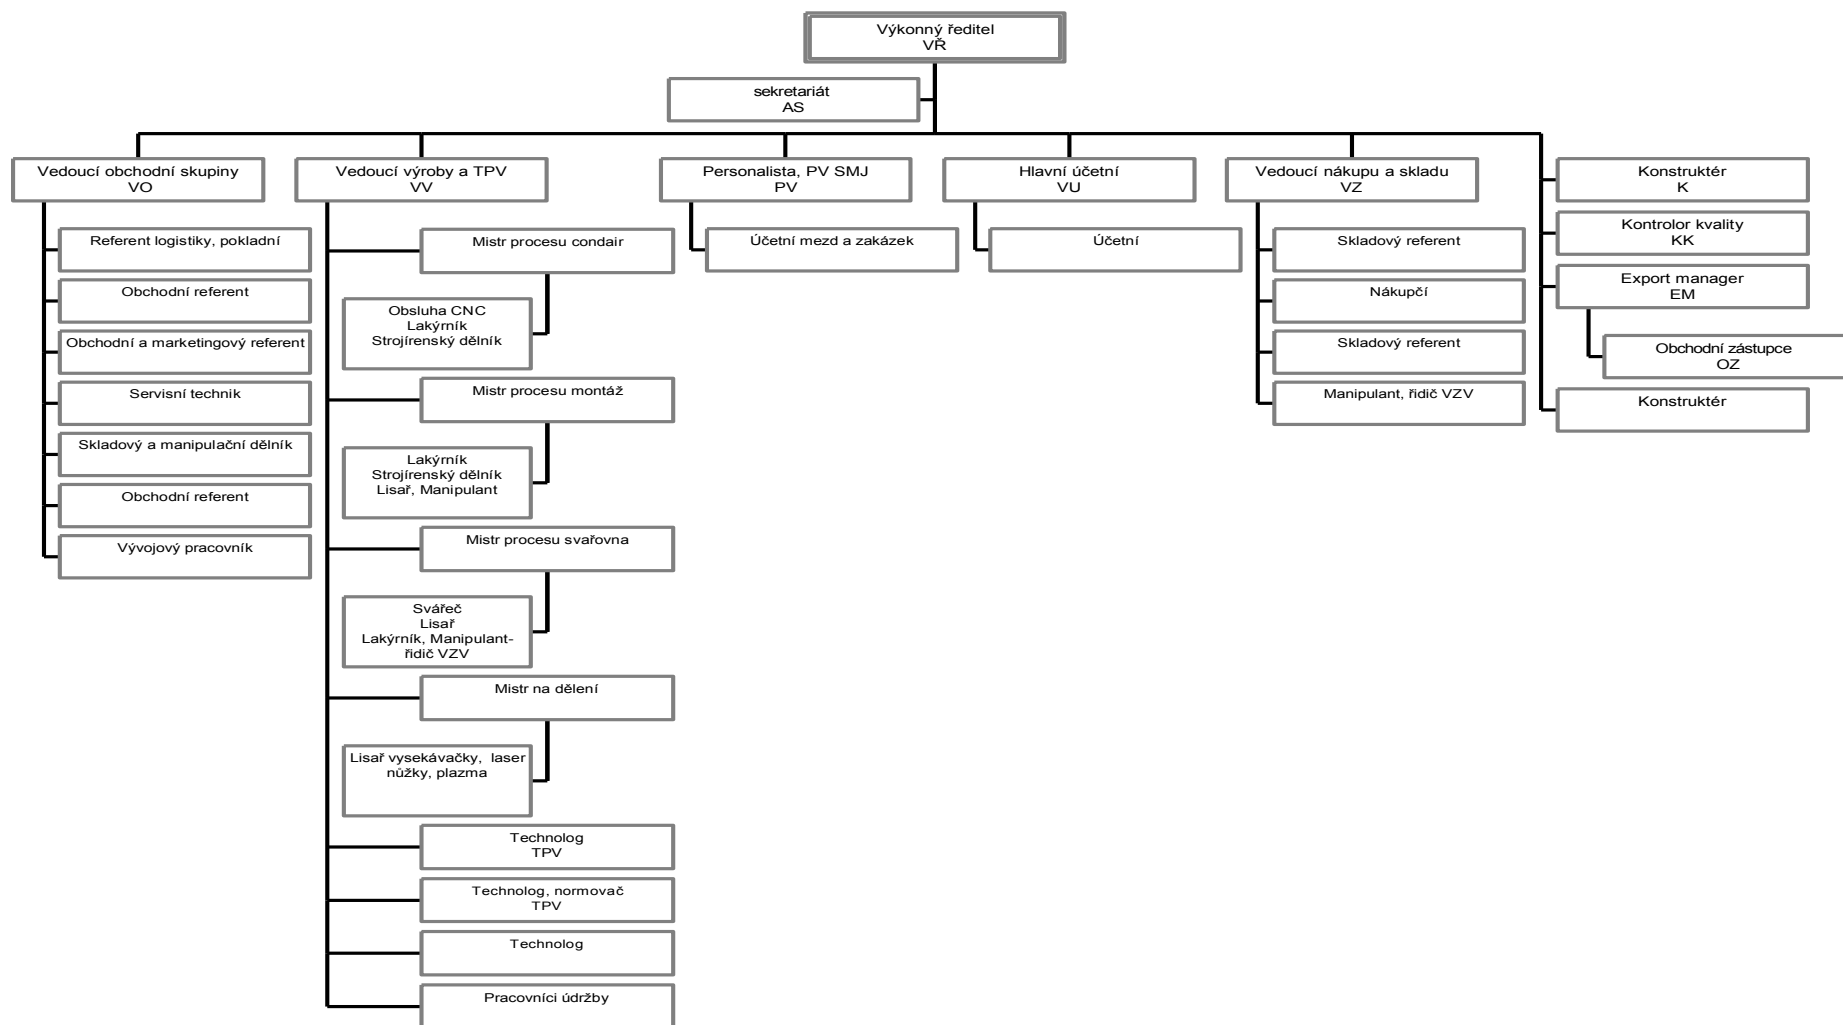 Výkonný ředitel
VŘ
sekretariát
AS
Vedoucí obchodní skupiny
VO
Referent logistiky, pokladní
Obchodní referent
Obchodní a marketingový referent
Servisní technik
Skladový a manipulační dělník
Obchodní referent
Vývojový pracovník
Vedoucí výroby a TPV
VV
Mistr procesu condair
Obsluha CNC
Lakýrník
Strojírenský dělník
Mistr procesu montáž
Lakýrník
Strojírenský dělník
Lisař, Manipulant
Mistr procesu svařovna
Svářeč
Lisař
Lakýrník, Manipulant-
řidič VZV
Mistr na dělení
Lisař vysekávačky, laser
nůžky, plazma
Technolog
TPV
Technolog, normovač
TPV
Technolog
Pracovníci údržby
Personalista, PV SMJ
PV
Účetní mezd a zakázek
Hlavní účetní
VU
Účetní
Vedoucí nákupu a skladu
VZ
Skladový referent
Nákupčí
Skladový referent
Manipulant, řidič VZV
Konstruktér
K
Kontrolor kvality
KK
Export manager
EM
Obchodní zástupce
OZ
Konstruktér